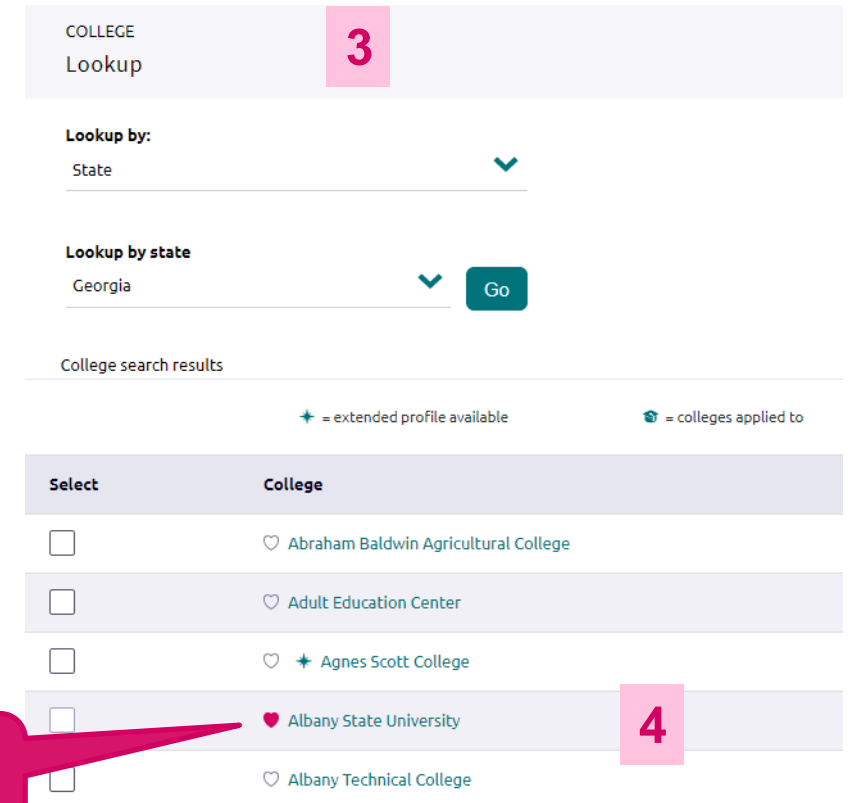 COLLEGE
Lookup
3
Lookup by:
State
Lookup by state
Georgia
Go
College search results
= extended profile available
= colleges applied to
Select College
Abraham Baldwin Agricultural College
Adult Education Center
Agnes Scott College
Albany State University
4
Albany Technical College